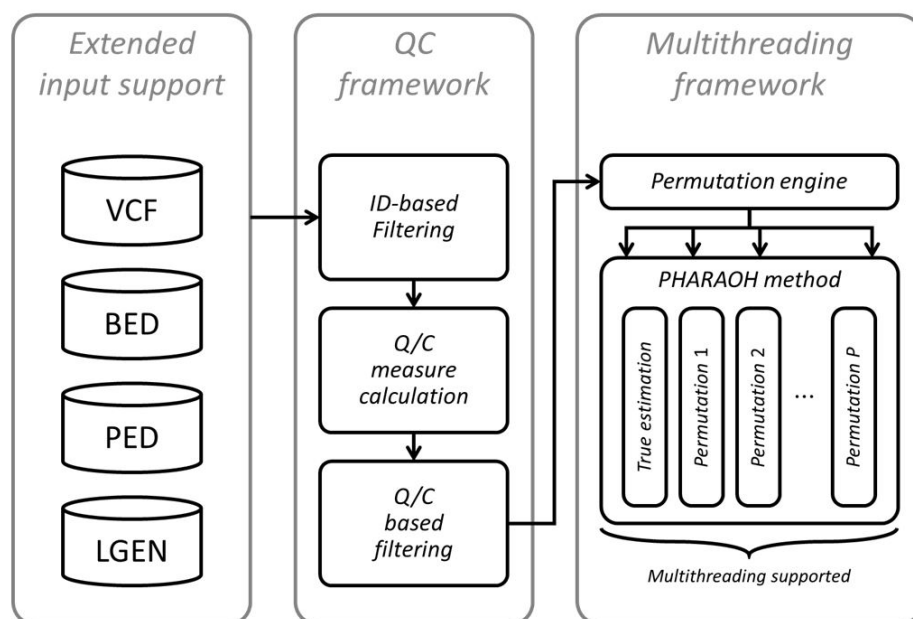 Extended
input support
VCF
BED
PED
LGEN
QC
framework
ID-based
Filtering
Q/C
measure
calculation
Q/C
based
filtering
Multithreading
framework
Permutation engine
PHARAOH method
True estimation
Permutation 1
Permutation 2
...
Permutation P
Multithreading supported